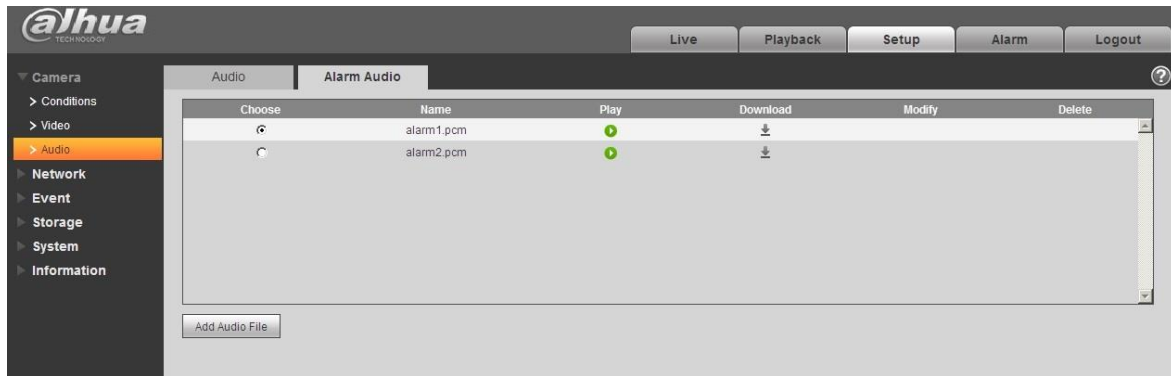 alhua
TECHNOLOGY
Live Playback Setup Alarm Logout
Camera
> Conditions
> Video
> Audio
Network
Event
Storage
System
Information
Audio Alarm Audio ?
Choose Name Play Download Modify Delete
alarm1.pcm
alarm2.pcm
Add Audio File